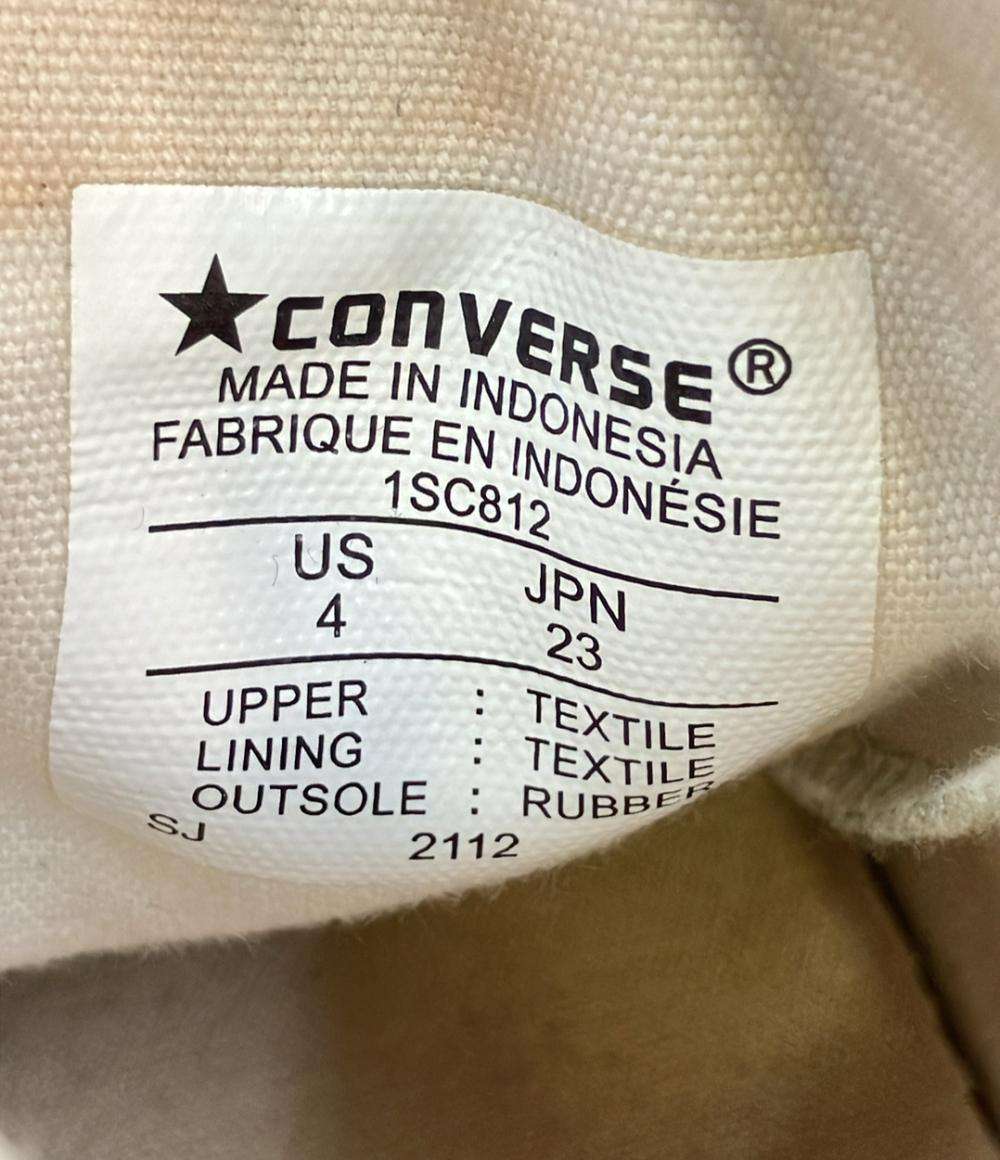 ★CONVERSE®
MADE IN INDONESIA
FABRIQUE EN INDONÉSIE
1SC812
US JPN
4 23
UPPER : TEXTILE
LINING : TEXTILE
OUTSOLE : RUBBER
SJ 2112